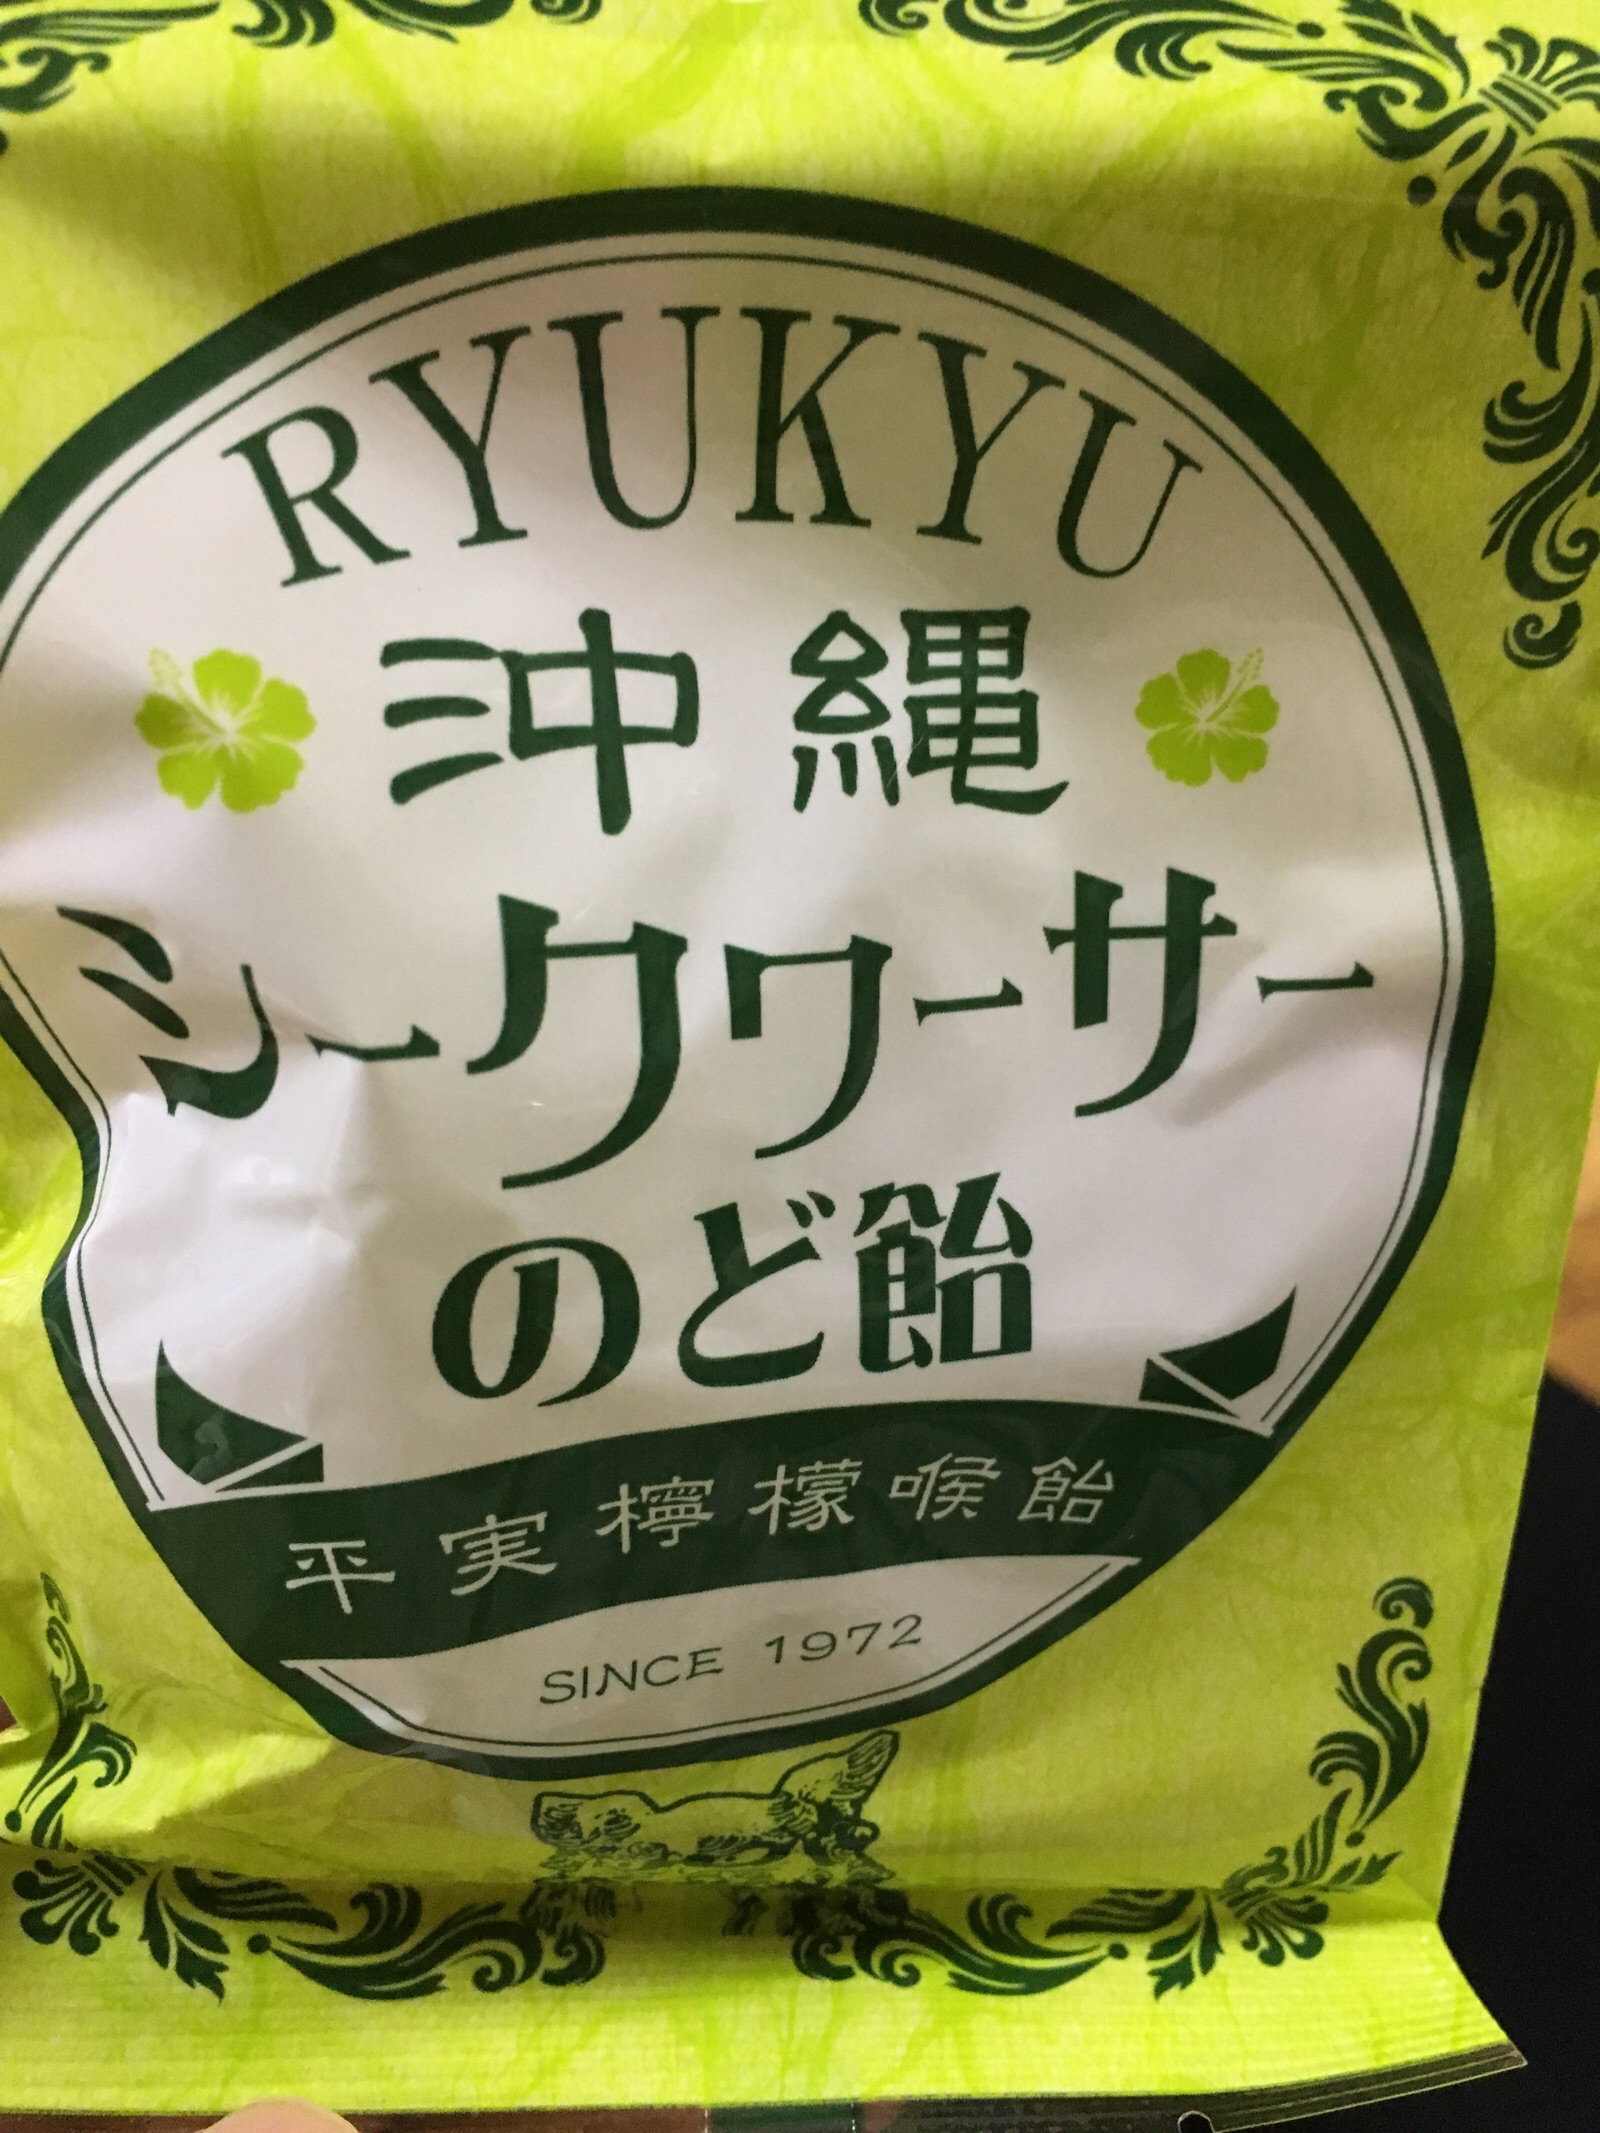 RYUKYU
沖縄
シークワーサー
のど飴
平実檸檬喉飴
SINCE 1972